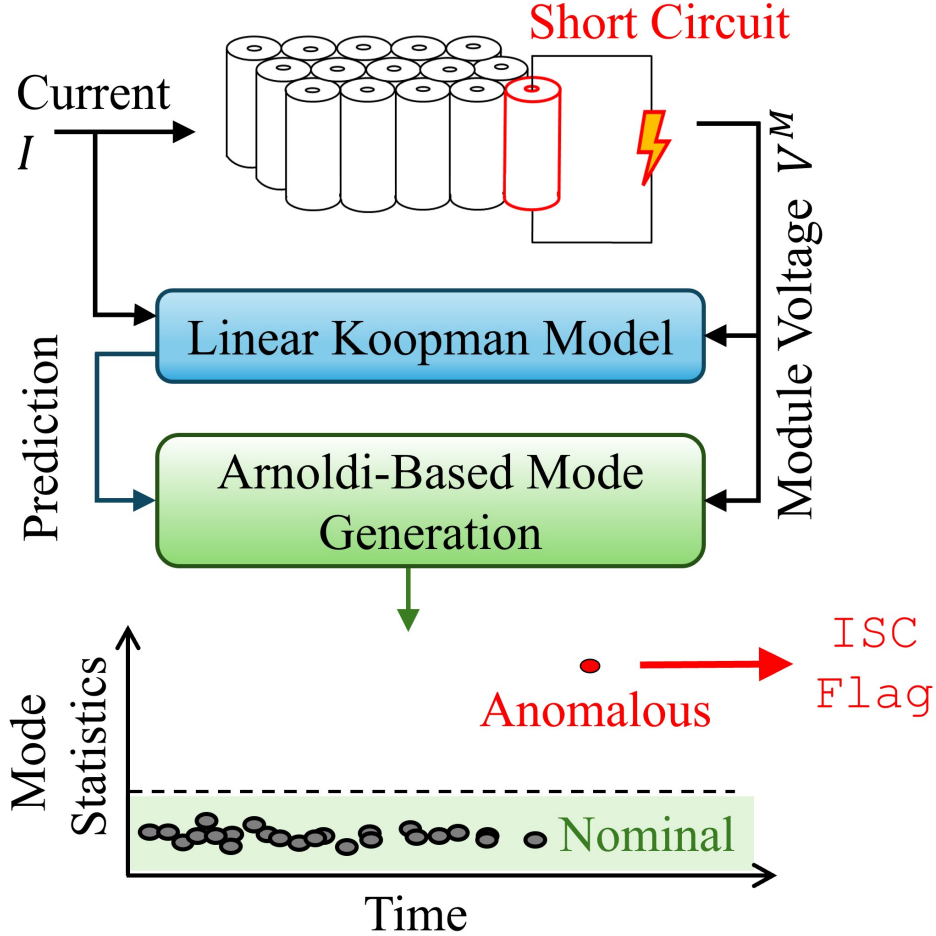 Short Circuit
Current
I
Module Voltage V^M
Linear Koopman Model
Prediction
Arnoldi-Based Mode
Generation
ISC
Flag
Anomalous
Mode
Statistics
Nominal
Time